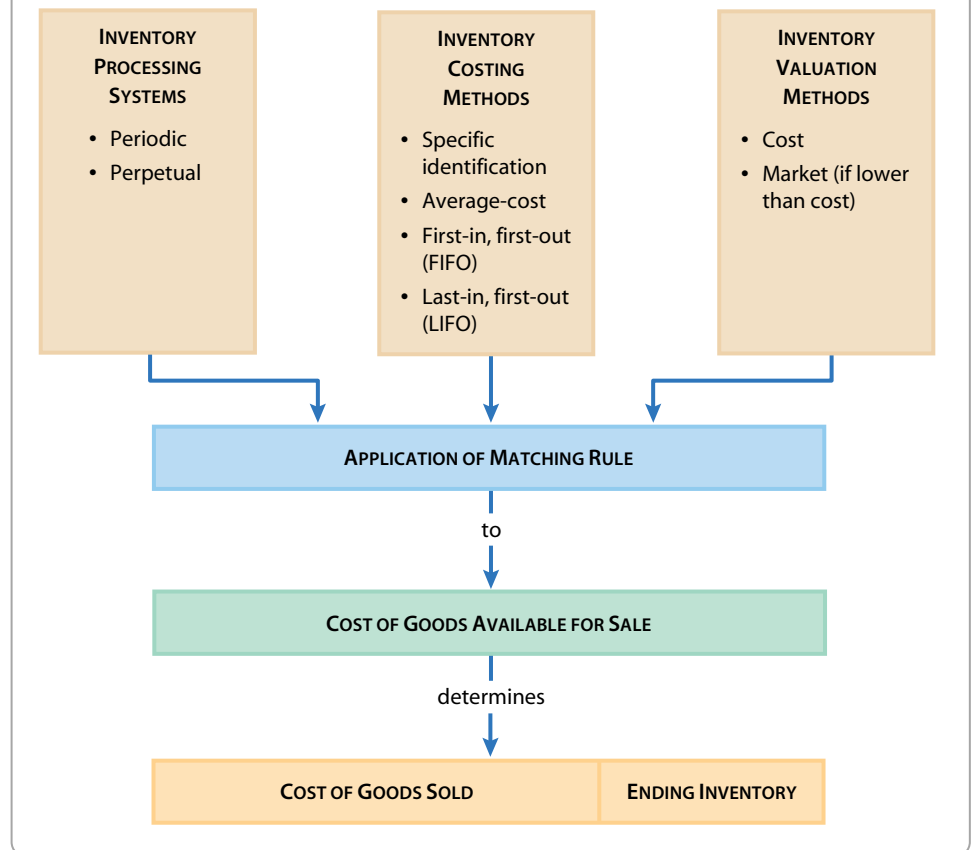 INVENTORY
PROCESSING
SYSTEMS
• Periodic
• Perpetual
INVENTORY
COSTING
METHODS
• Specific
identification
• Average-cost
• First-in, first-out
(FIFO)
• Last-in, first-out
(LIFO)
INVENTORY
VALUATION
METHODS
• Cost
• Market (if lower
than cost)
APPLICATION OF MATCHING RULE
to
COST OF GOODS AVAILABLE FOR SALE
determines
COST OF GOODS SOLD
ENDING INVENTORY